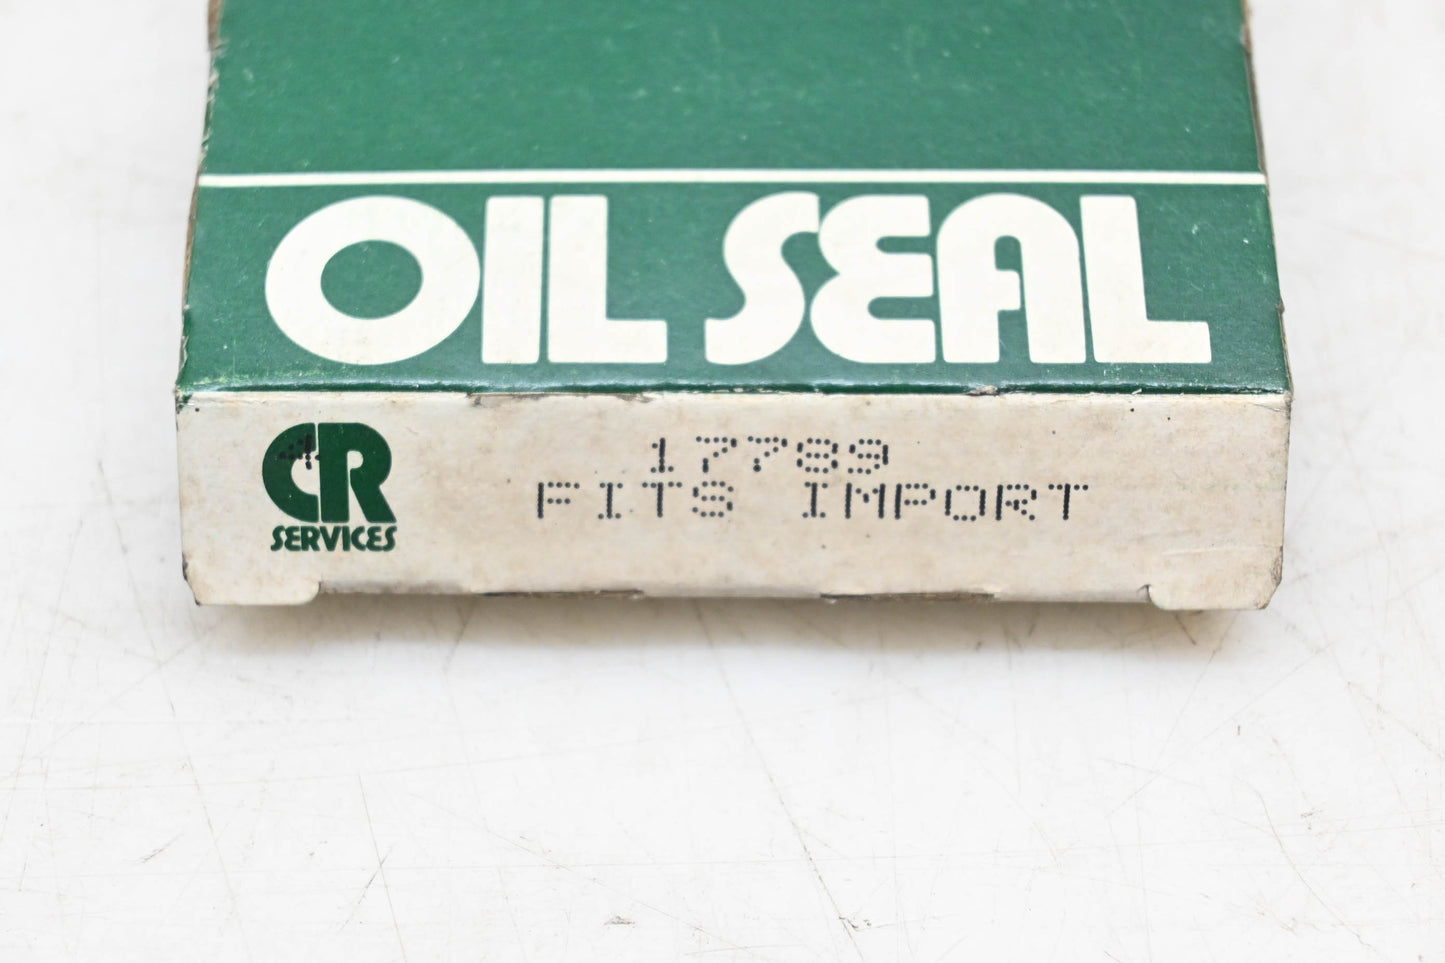 OIL SEAL
CR
SERVICES
17789
FITS IMPORT